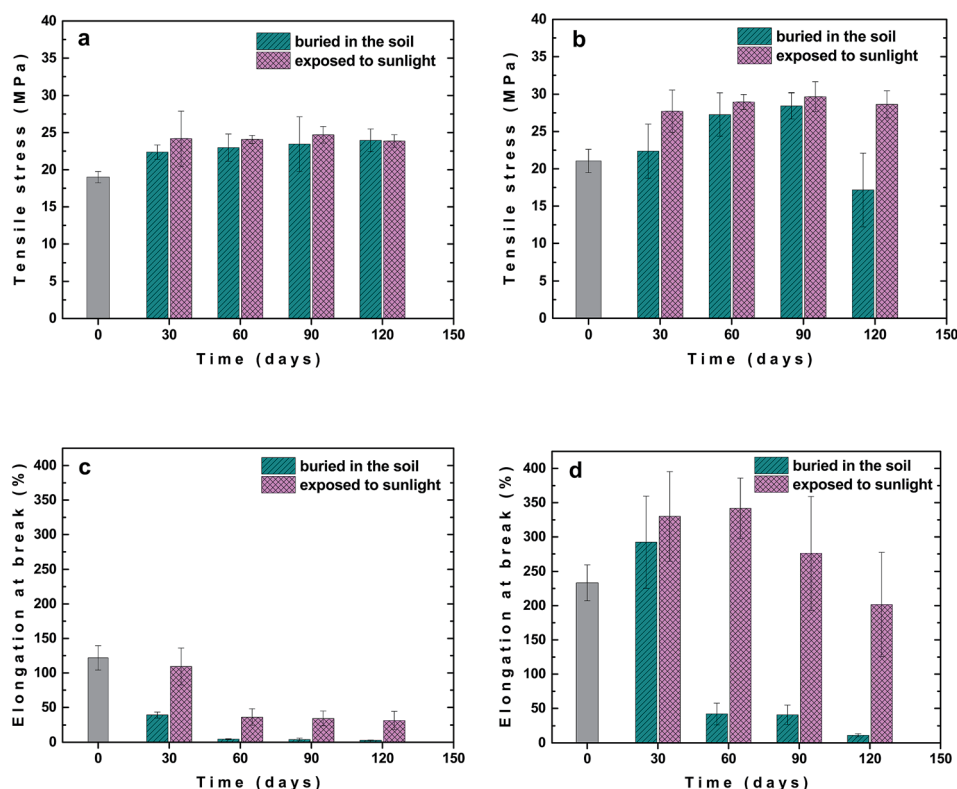 a
buried in the soil
exposed to sunlight
40
35
30
25
20
15
10
5
0
Tensile stress (MPa)
0 30 60 90 120 150
Time (days)
b
buried in the soil
exposed to sunlight
40
35
30
25
20
15
10
5
0
Tensile stress (MPa)
0 30 60 90 120 150
Time (days)
c
buried in the soil
exposed to sunlight
400
350
300
250
200
150
100
50
0
Elongation at break (%)
0 30 60 90 120 150
Time (days)
d
buried in the soil
exposed to sunlight
400
350
300
250
200
150
100
50
0
Elongation at break (%)
0 30 60 90 120 150
Time (days)